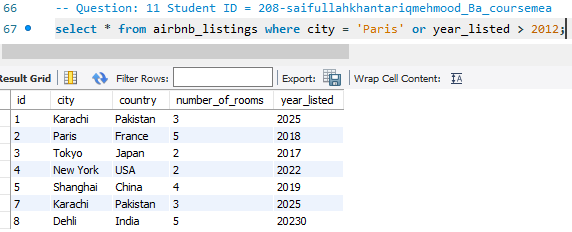 66 -- Question: 11 Student ID = 208-saifullahkhantariqmehmood_Ba_coursemea
67 select * from airbnb_listings where city = 'Paris' or year_listed > 2012;
Result Grid Filter Rows: Export: Wrap Cell Content: IA
id city country number_of_rooms year_listed
1 Karachi Pakistan 3 2025
2 Paris France 5 2018
3 Tokyo Japan 2 2017
4 New York USA 2 2022
5 Shanghai China 4 2019
7 Karachi Pakistan 3 2025
8 Dehli India 5 20230